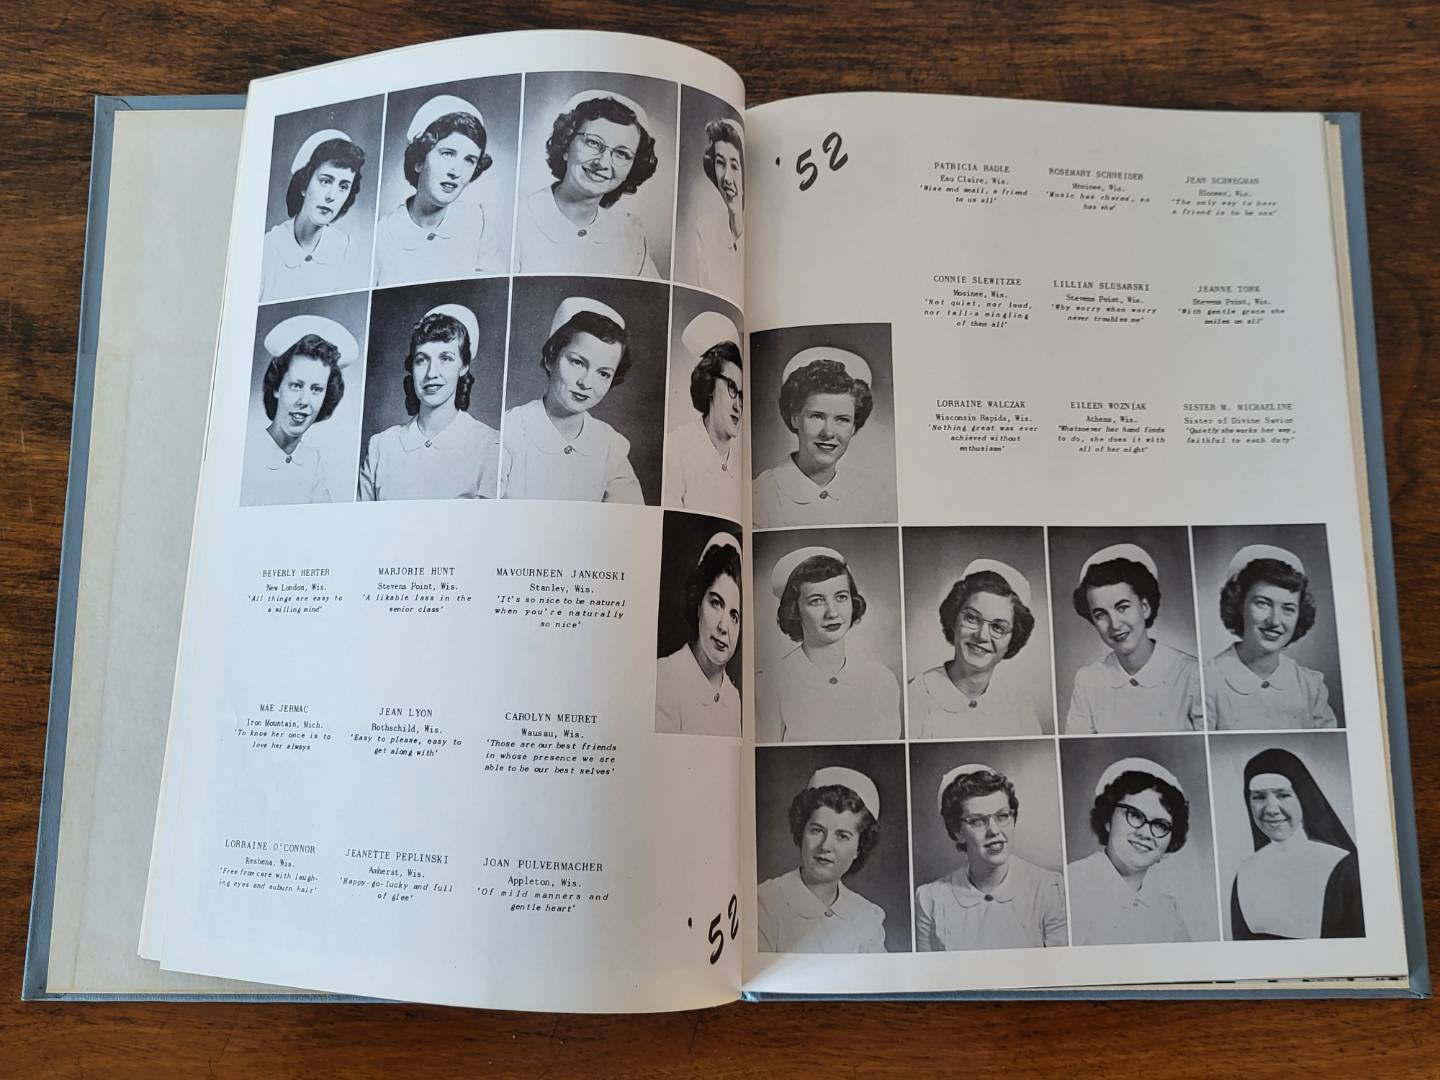 BEVERLY HERTER
New London, Wis.
'All things are easy to
a willing mind'
MARJORIE HUNT
Stevens Point, Wis.
'A likable lass in the
senior class'
MAVOURNEEN JANKOSKI
Stanley, Wis.
'It's so nice to be natural
when you're naturally
so nice'
MAE JERMAC
Iron Mountain, Mich.
'To know her once is to
love her always
JEAN LYON
Rothschild, Wis.
'Easy to please, easy to
get along with'
CAROLYN MEURET
Wausau, Wis.
'Those are our best friends
in whose presence we are
able to be our best selves'
LORRAINE O'CONNOR
Keshena, Wis.
'Free from care with laugh-
ing eyes and auburn hair'
JEANETTE PEPLINSKI
Amherst, Wis.
'Happy-go-lucky and full
of glee'
JOAN PULVERMACHER
Appleton, Wis.
'Of mild manners and
gentle heart'
'52
'52
PATRICIA RADLE
Eau Claire, Wis.
'Wise and small, a friend
to us all'
ROSEMARY SCHNEIDER
Mosinee, Wis.
'Music has charms, so
has she'
JEAN SCHWEGMAN
Bloomer, Wis.
'The only way to have
a friend is to be one'
CONNIE SLEWITZKE
Mosinee, Wis.
'Not quiet, nor loud,
nor tall-a mingling
of them all'
LILLIAN SLUSARSKI
Stevens Point, Wis.
'Why worry when worry
never troubles me'
JEANNE TORK
Stevens Point, Wis.
'With gentle grace she
smiles on all'
LORRAINE WALCZAK
Wisconsin Rapids, Wis.
'Nothing great was ever
achieved without
enthusiasm'
EILEEN WOZNIAK
Athens, Wis.
'Whatsoever her hand finds
to do, she does it with
all of her might'
SISTER M. MICHAELINE
Sister of Divine Savior
'Quietly she works her way,
faithful to each duty'